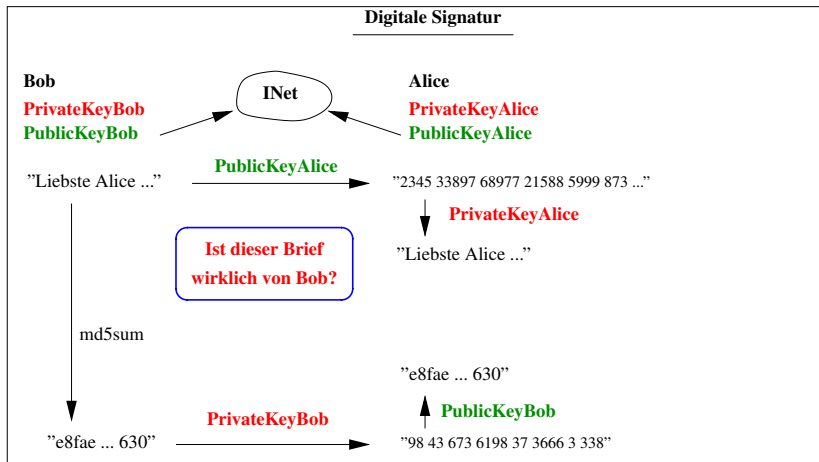 Digitale Signatur
Bob
INet
Alice
PrivateKeyBob
PrivateKeyAlice
PublicKeyBob
PublicKeyAlice
PublicKeyAlice
"Liebste Alice ..."
"2345 33897 68977 21588 5999 873 ..."
PrivateKeyAlice
Ist dieser Brief
wirklich von Bob?
"Liebste Alice ..."
md5sum
"e8fae ... 630"
PublicKeyBob
PrivateKeyBob
"e8fae ... 630"
"98 43 673 6198 37 3666 3 338"